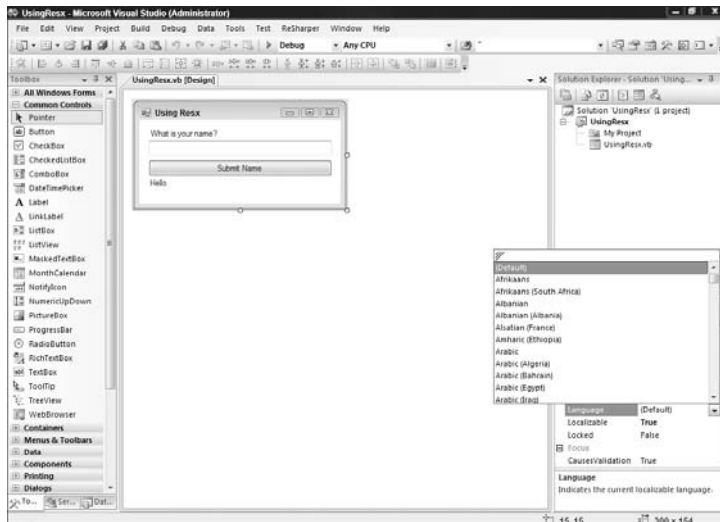 UsingResx - Microsoft Visual Studio (Administrator)
File Edit View Project Build Debug Data Tools Test ReSharper Window Help
Debug Any CPU
Toolbox
UsingResx.vb [Design]
Solution Explorer - Solution 'Using...
All Windows Forms
Common Controls
Pointer
Button
CheckBox
CheckedListBox
ComboBox
DateTimePicker
Label
LinkLabel
ListBox
ListView
MaskedTextBox
MonthCalendar
NotifyIcon
NumericUpDown
PictureBox
ProgressBar
RadioButton
RichTextBox
TextBox
ToolTip
TreeView
WebBrowser
Containers
Menus & Toolbars
Data
Components
Printing
Dialogs
To... Ser... Dat...
Using Resx
What is your name?
Submit Name
Hello
Solution 'UsingResx' (1 project)
UsingResx
My Project
UsingResx.vb
(Default)
Afrikaans
Afrikaans (South Africa)
Albanian
Albanian (Albania)
Alsatian (France)
Amharic (Ethiopia)
Arabic
Arabic (Algeria)
Arabic (Bahrain)
Arabic (Egypt)
Arabic (Iraq)
Language (Default)
Localizable True
Locked False
Focus
CausesValidation True
Language
Indicates the current localizable language.
15, 15 300 x 154